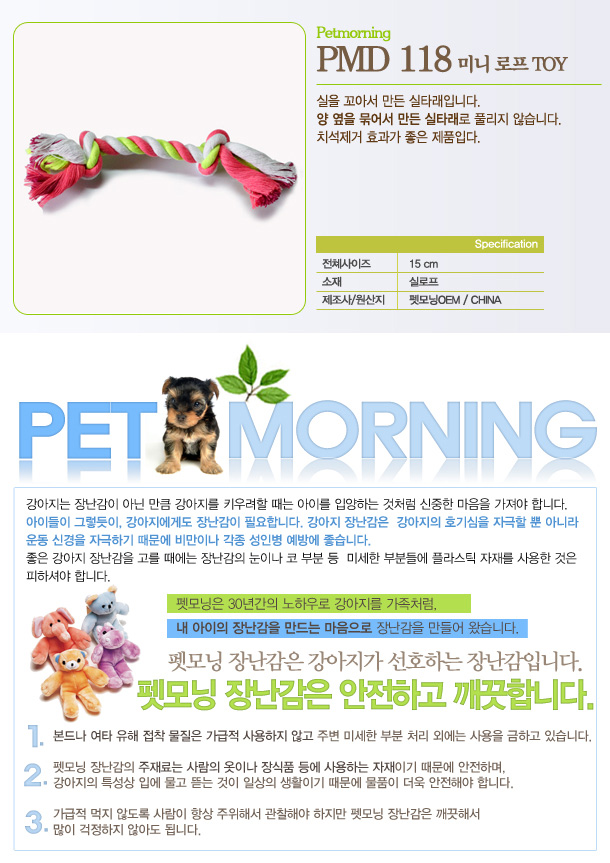 Petmorning
PMD 118 미니 로프 TOY
실을 꼬아서 만든 실타래입니다.
양 옆을 묶어서 만든 실타래로 풀리지 않습니다.
치석제거 효과가 좋은 제품입다.
Specification
전체사이즈 15 cm
소재 실로프
제조사/원산지 펫모닝OEM / CHINA
PET MORNING
강아지는 장난감이 아닌 만큼 강아지를 키우려할 때는 아이를 입양하는 것처럼 신중한 마음을 가져야 합니다.
아이들이 그렇듯이, 강아지에게도 장난감이 필요합니다. 강아지 장난감은 강아지의 호기심을 자극할 뿐 아니라
운동 신경을 자극하기 때문에 비만이나 각종 성인병 예방에 좋습니다.
좋은 강아지 장난감을 고를 때에는 장난감의 눈이나 코 부분 등 미세한 부분들에 플라스틱 자재를 사용한 것은
피하셔야 합니다.
펫모닝은 30년간의 노하우로 강아지를 가족처럼,
내 아이의 장난감을 만드는 마음으로 장난감을 만들어 왔습니다.
펫모닝 장난감은 강아지가 선호하는 장난감입니다.
펫모닝 장난감은 안전하고 깨끗합니다.
1. 본드나 여타 유해 접착 물질은 가급적 사용하지 않고 주변 미세한 부분 처리 외에는 사용을 금하고 있습니다.
2. 펫모닝 장난감의 주재료는 사람의 옷이나 장식품 등에 사용하는 자재이기 때문에 안전하며,
강아지의 특성상 입에 물고 뜯는 것이 일상의 생활이기 때문에 물품이 더욱 안전해야 합니다.
3. 가급적 먹지 않도록 사람이 항상 주위해서 관찰해야 하지만 펫모닝 장난감은 깨끗해서
많이 걱정하지 않아도 됩니다.